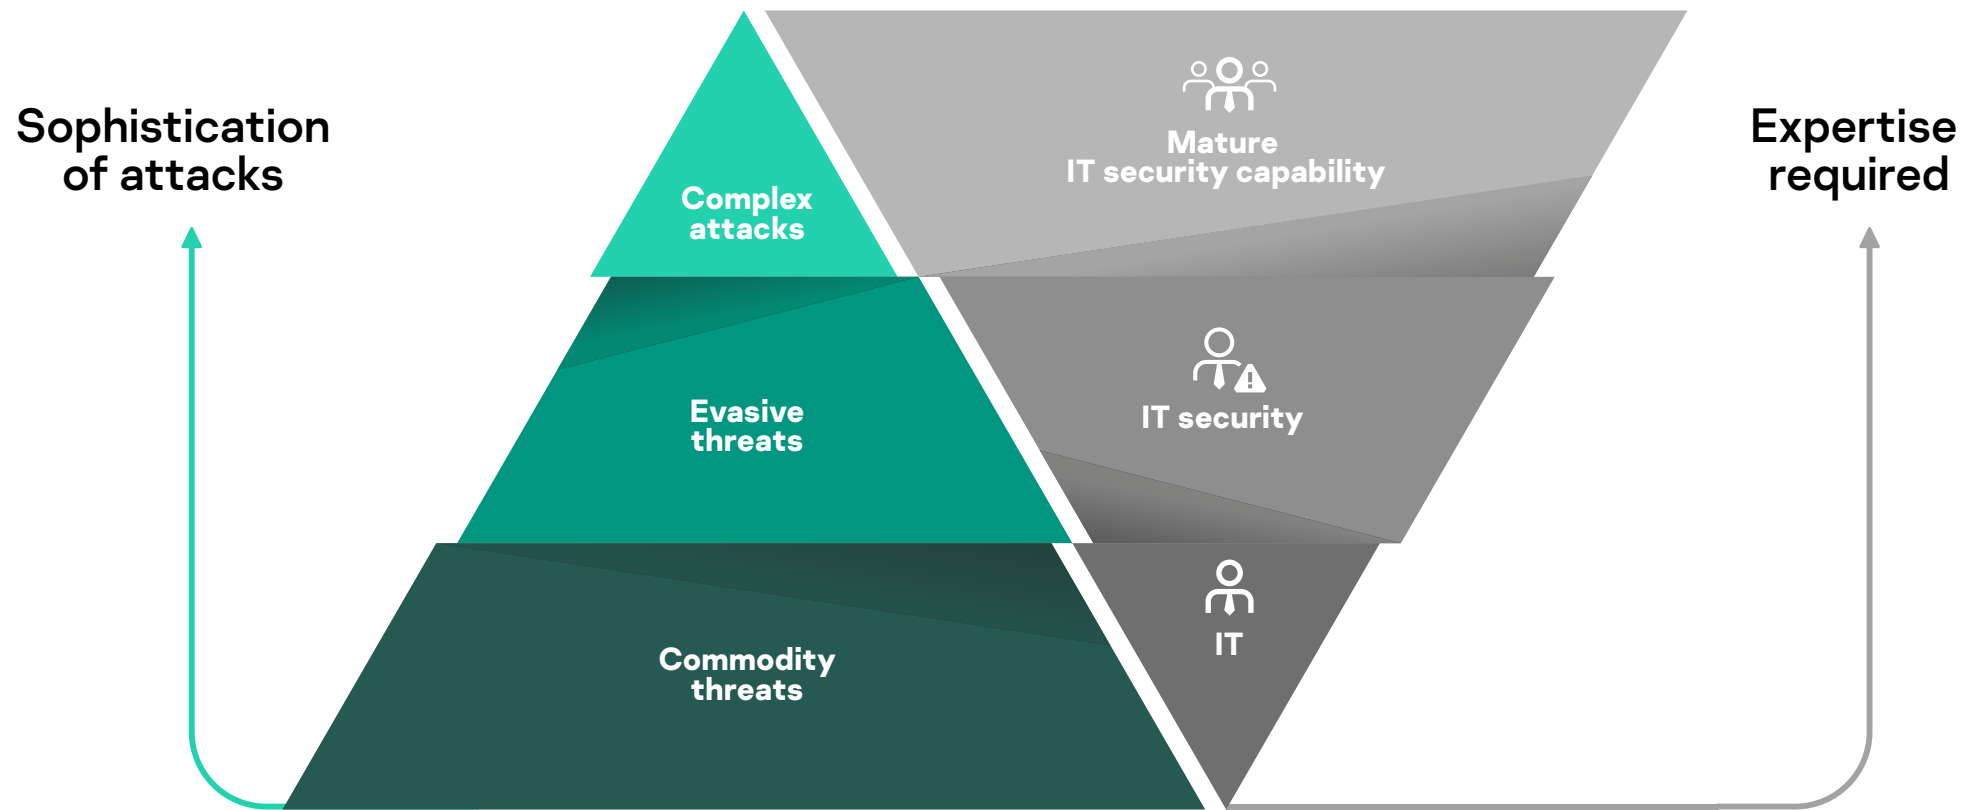 Sophistication
of attacks
Expertise
required
Complex
attacks
Mature
IT security capability
Evasive
threats
IT security
Commodity
threats
IT